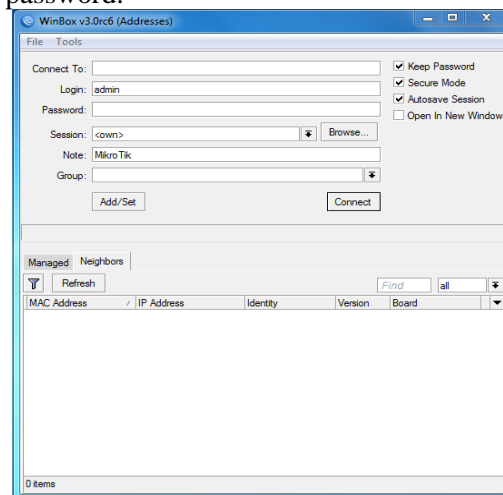 password.
WinBox v3.0rc6 (Addresses)
File Tools
Connect To:
Keep Password
Login: admin
Secure Mode
Password:
Autosave Session
Open In New Window
Session: <own> Browse...
Note: MikroTik
Group:
Add/Set Connect
Managed Neighbors
Refresh Find all
MAC Address / IP Address Identity Version Board
0 items